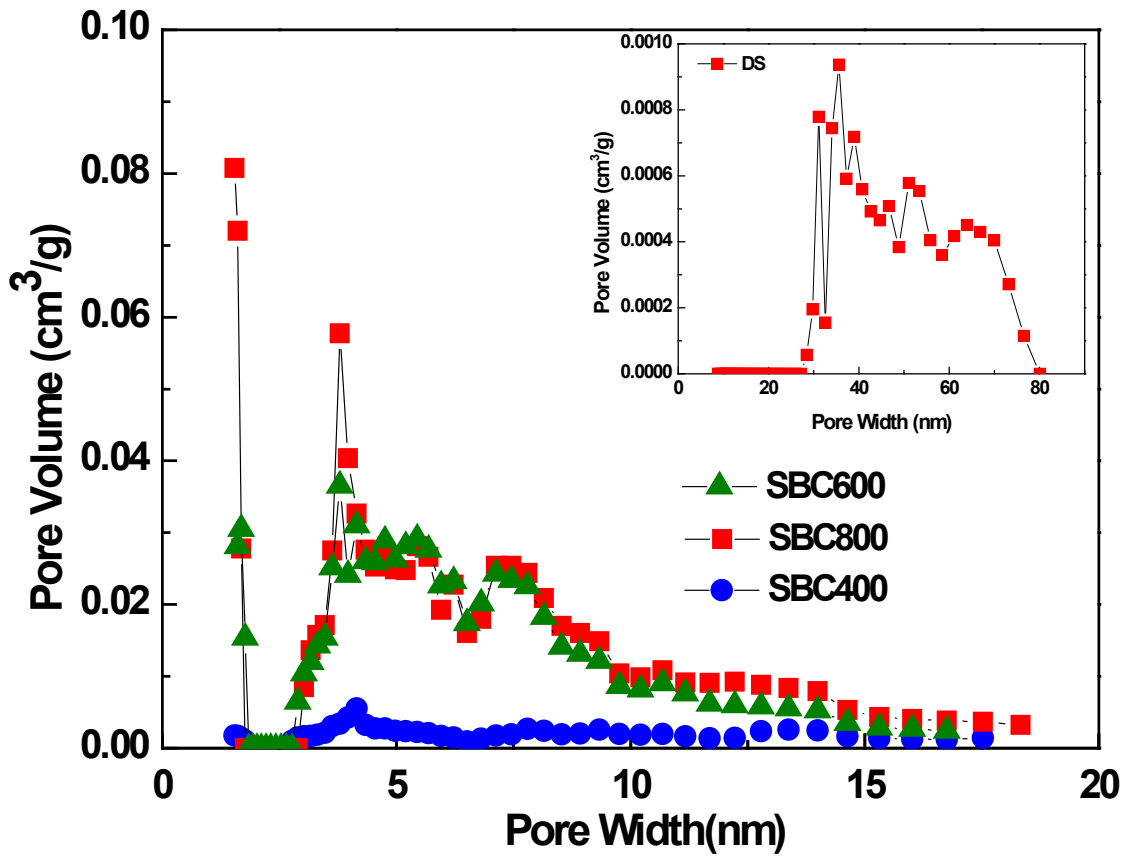 0.10
0.08
0.06
0.04
0.02
0.00
Pore Volume (cm³/g)
0 5 10 15 20
Pore Width(nm)
0.0010
0.0008
0.0006
0.0004
0.0002
0.0000
Pore Volume (cm³/g)
DS
0 20 40 60 80
Pore Width (nm)
SBC600
SBC800
SBC400